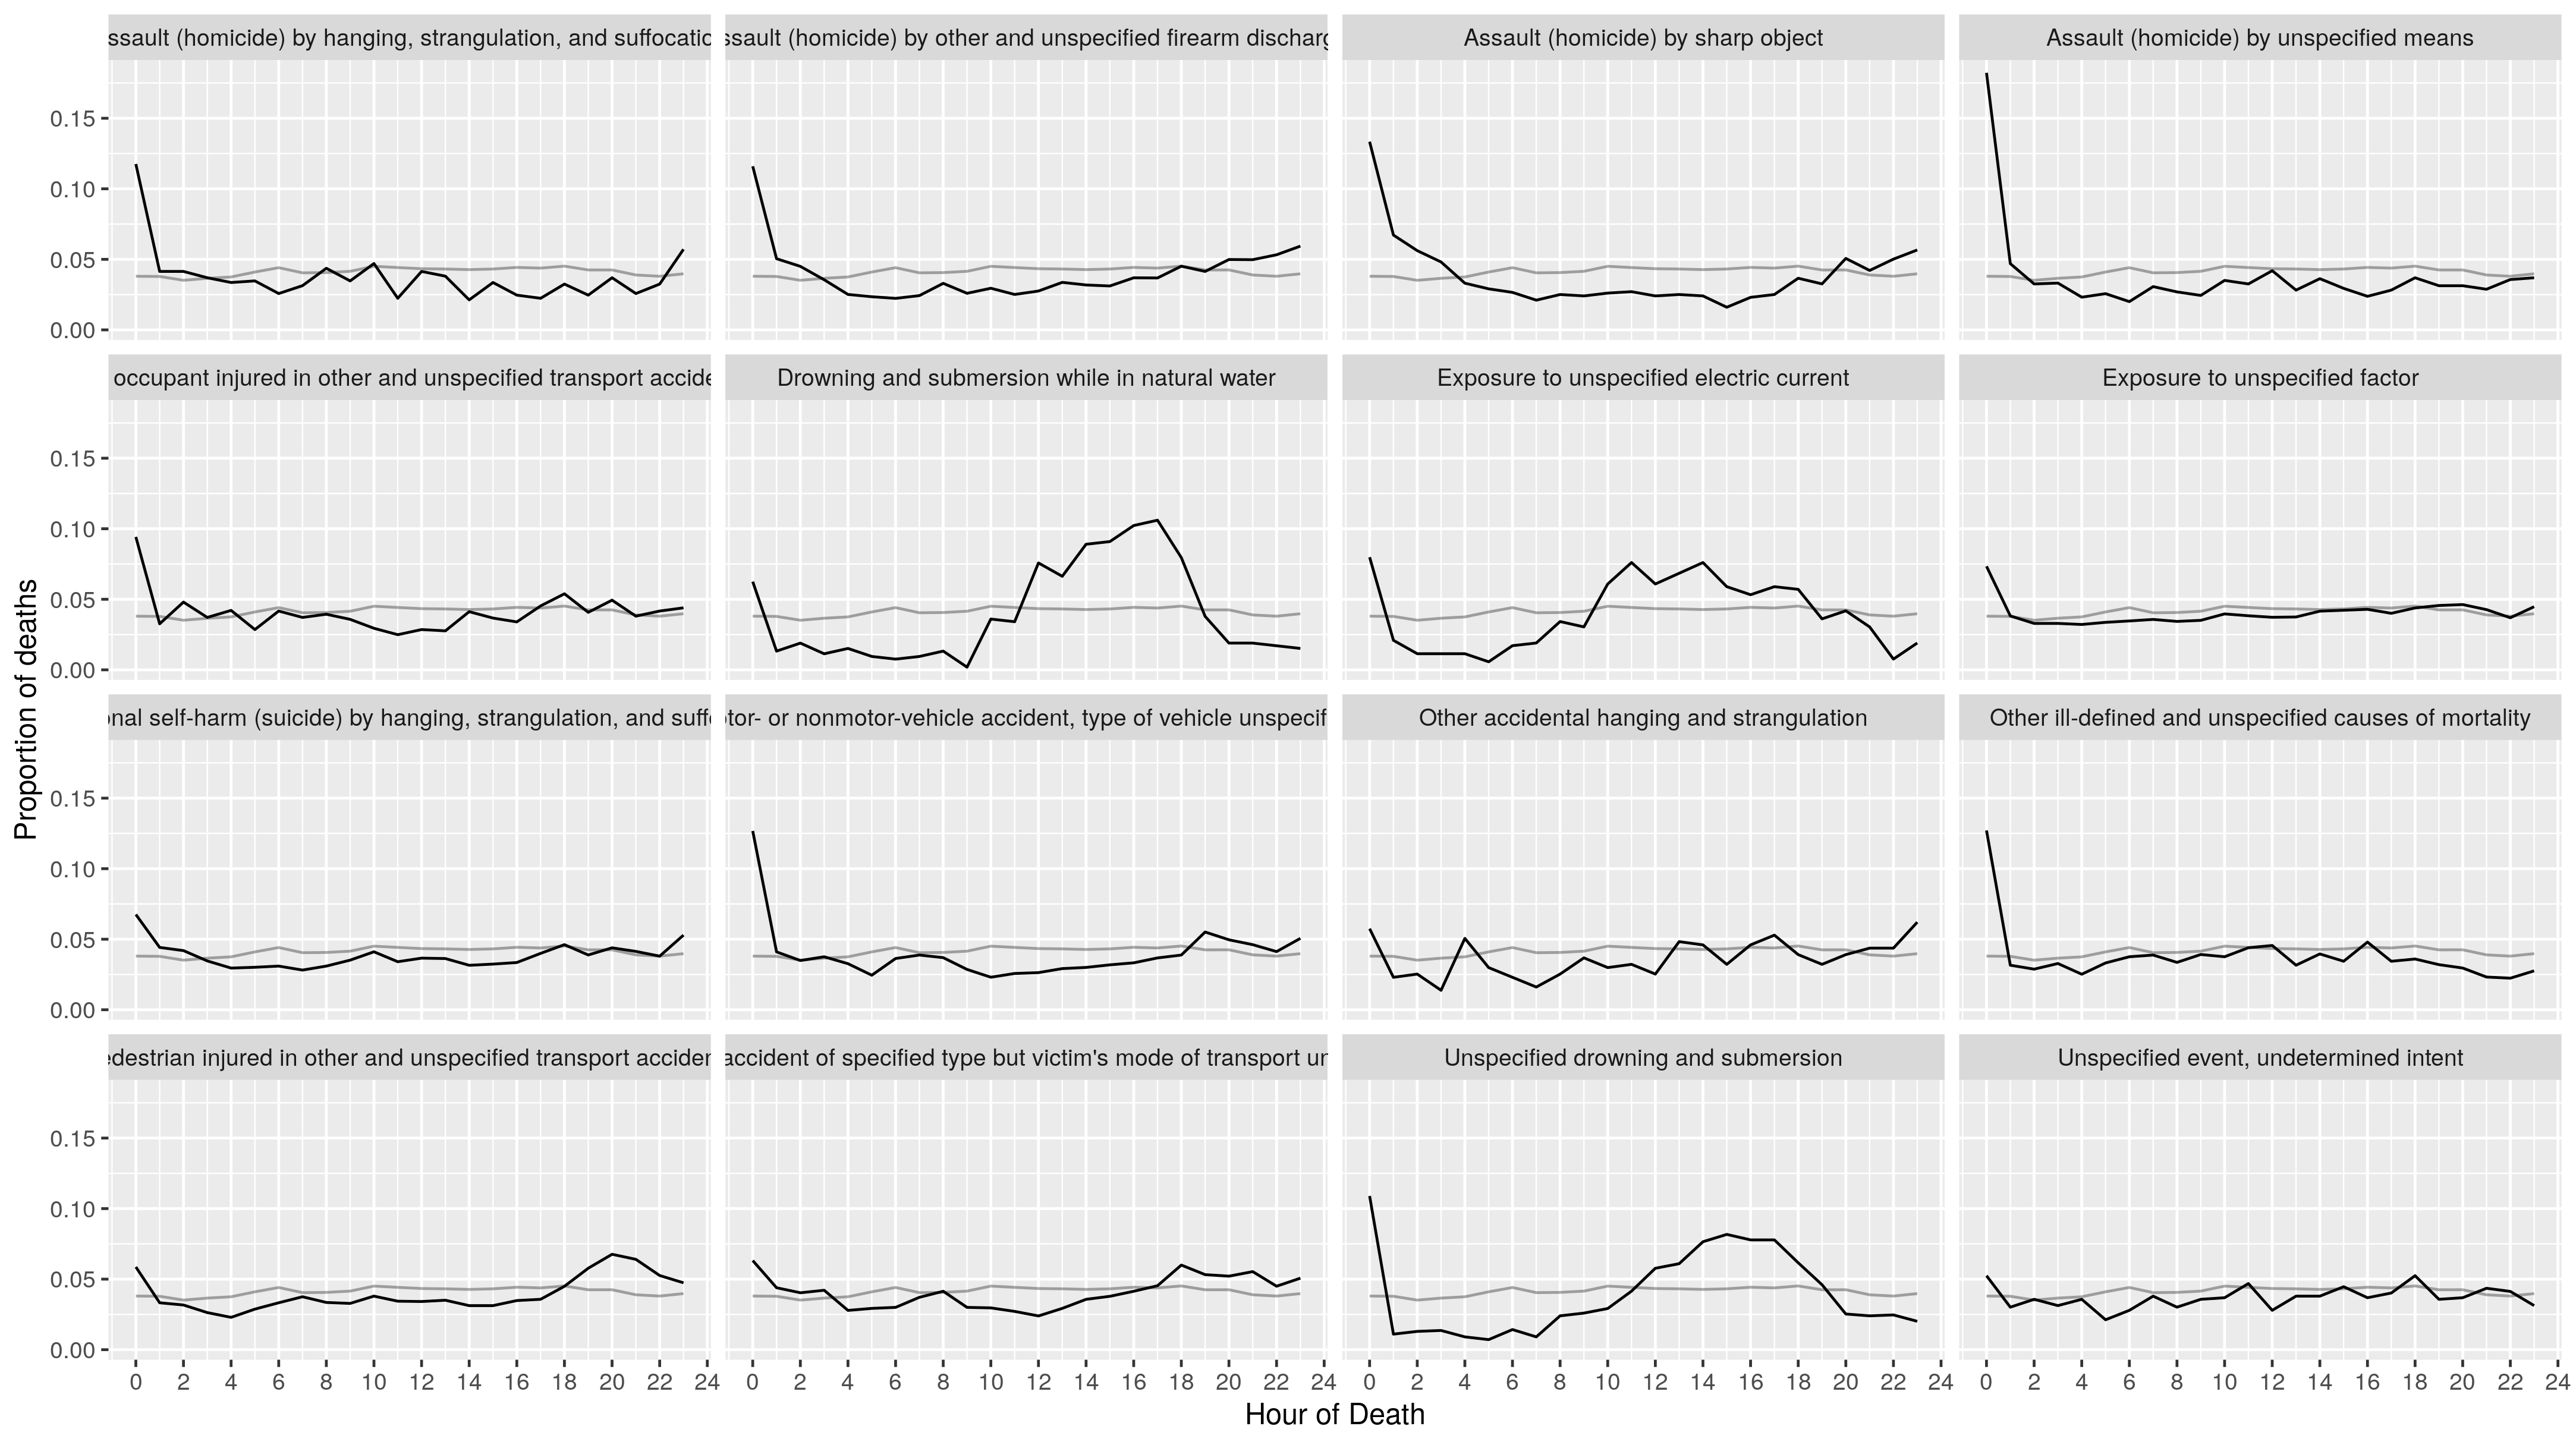 ssault (homicide) by hanging, strangulation, and suffocatio
ssault (homicide) by other and unspecified firearm discharg
Assault (homicide) by sharp object
Assault (homicide) by unspecified means
0.15
0.10
0.05
0.00
occupant injured in other and unspecified transport accide
Drowning and submersion while in natural water
Exposure to unspecified electric current
Exposure to unspecified factor
0.15
0.10
0.05
0.00
Proportion of deaths
onal self-harm (suicide) by hanging, strangulation, and suffo
otor- or nonmotor-vehicle accident, type of vehicle unspecif
Other accidental hanging and strangulation
Other ill-defined and unspecified causes of mortality
0.15
0.10
0.05
0.00
edestrian injured in other and unspecified transport acciden
accident of specified type but victim's mode of transport un
Unspecified drowning and submersion
Unspecified event, undetermined intent
0.15
0.10
0.05
0.00
0 2 4 6 8 10 12 14 16 18 20 22 24
0 2 4 6 8 10 12 14 16 18 20 22 24
0 2 4 6 8 10 12 14 16 18 20 22 24
0 2 4 6 8 10 12 14 16 18 20 22 24
Hour of Death